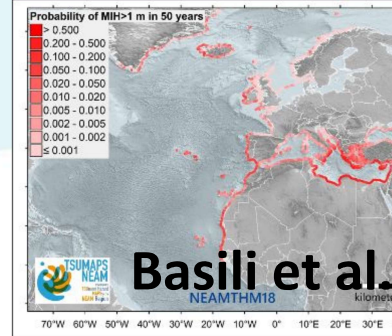 Probability of MIH>1 m in 50 years
> 0.500
0.200 - 0.500
0.100 - 0.200
0.050 - 0.100
0.020 - 0.050
0.010 - 0.020
0.005 - 0.010
0.002 - 0.005
0.001 - 0.002
≤ 0.001
TSUMAPS
NEAM
Basili et al.
NEAMTHM18
kilomete
70°W 60°W 50°W 40°W 30°W 20°W 10°W 0° 10°E 20°E 30°E